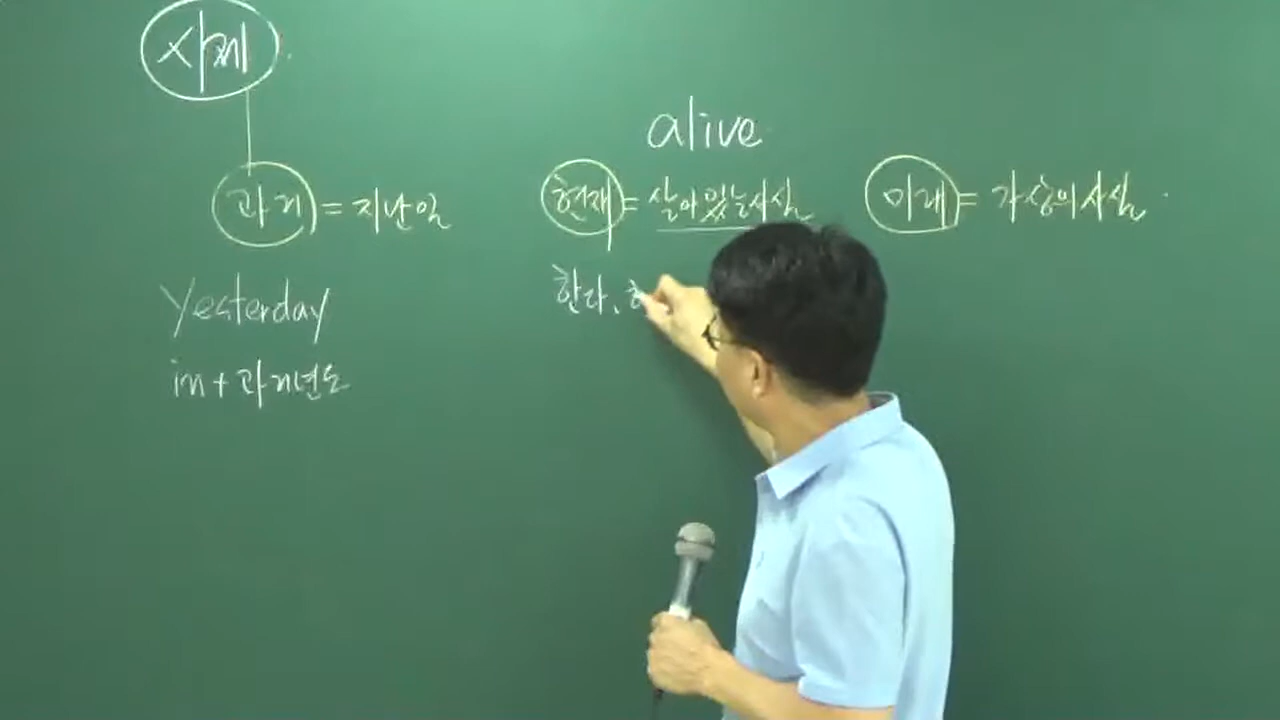 시제
alive
과거 = 지난일
현재 = 살아있는사실
미래 = 가상의 사실
Yesterday
한다,
in + 과거년도